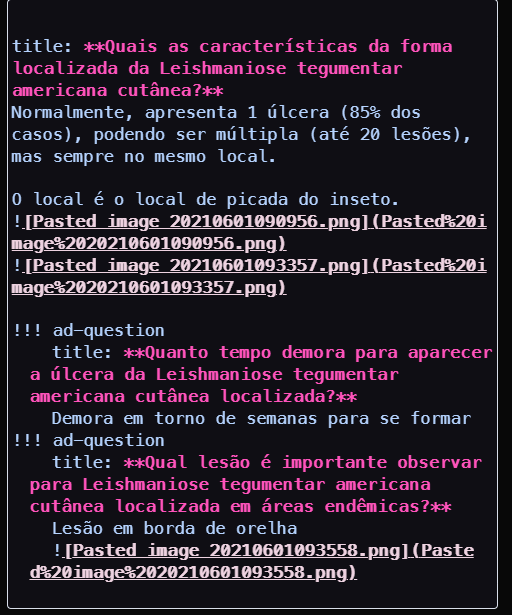 title: **Quais as características da forma
localizada da Leishmaniose tegumentar
americana cutânea?**
Normalmente, apresenta 1 úlcera (85% dos
casos), podendo ser múltipla (até 20 lesões),
mas sempre no mesmo local.
O local é o local de picada do inseto.
![Pasted image 20210601090956.png](Pasted%20i
mage%2020210601090956.png)
![Pasted image 20210601093357.png](Pasted%20i
mage%2020210601093357.png)
!!! ad-question
title: **Quanto tempo demora para aparecer
a úlcera da Leishmaniose tegumentar
americana cutânea localizada?**
Demora em torno de semanas para se formar
!!! ad-question
title: **Qual lesão é importante observar
para Leishmaniose tegumentar americana
cutânea localizada em áreas endêmicas?**
Lesão em borda de orelha
![Pasted image 20210601093558.png](Paste
d%20image%2020210601093558.png)